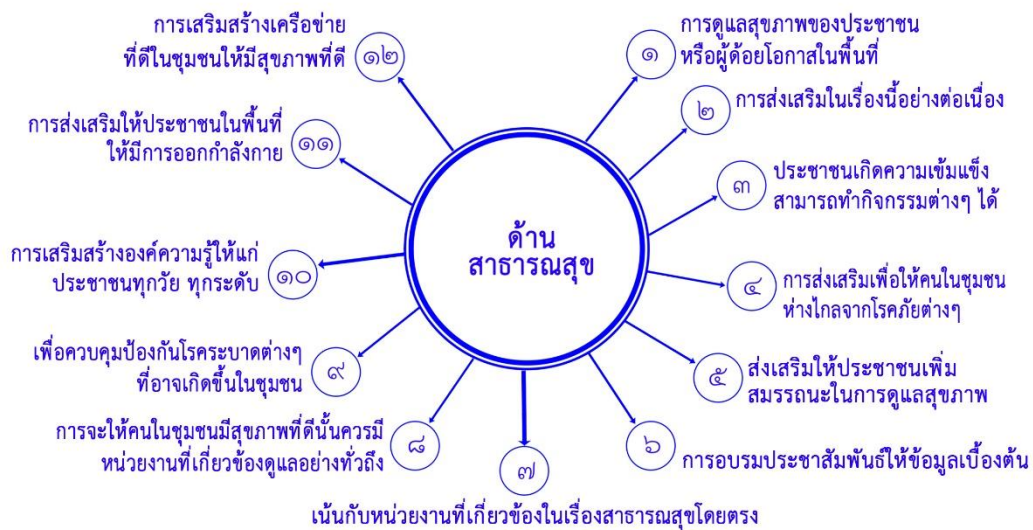 ด้าน
สาธารณสุข
๑
การดูแลสุขภาพของประชาชน
หรือผู้ด้อยโอกาสในพื้นที่
๒
การส่งเสริมในเรื่องนี้อย่างต่อเนื่อง
๓
ประชาชนเกิดความเข้มแข็ง
สามารถทำกิจกรรมต่างๆ ได้
๔
การส่งเสริมเพื่อให้คนในชุมชน
ห่างไกลจากโรคภัยต่างๆ
๕
ส่งเสริมให้ประชาชนเพิ่ม
สมรรถนะในการดูแลสุขภาพ
๖
การอบรมประชาสัมพันธ์ให้ข้อมูลเบื้องต้น
๗
เน้นกับหน่วยงานที่เกี่ยวข้องในเรื่องสาธารณสุขโดยตรง
๘
การจะให้คนในชุมชนมีสุขภาพที่ดีนั้นควรมี
หน่วยงานที่เกี่ยวข้องดูแลอย่างทั่วถึง
๙
เพื่อควบคุมป้องกันโรคระบาดต่างๆ
ที่อาจเกิดขึ้นในชุมชน
๑๐
การเสริมสร้างองค์ความรู้ให้แก่
ประชาชนทุกวัย ทุกระดับ
๑๑
การส่งเสริมให้ประชาชนในพื้นที่
ให้มีการออกกำลังกาย
๑๒
การเสริมสร้างเครือข่าย
ที่ดีในชุมชนให้มีสุขภาพที่ดี